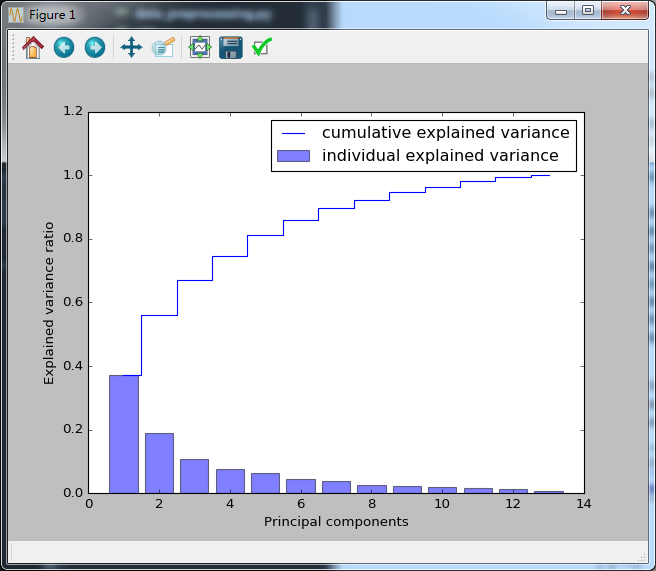 Figure 1
1.2
1.0
0.8
0.6
0.4
0.2
0.0
0 2 4 6 8 10 12 14
Explained variance ratio
Principal components
cumulative explained variance
individual explained variance